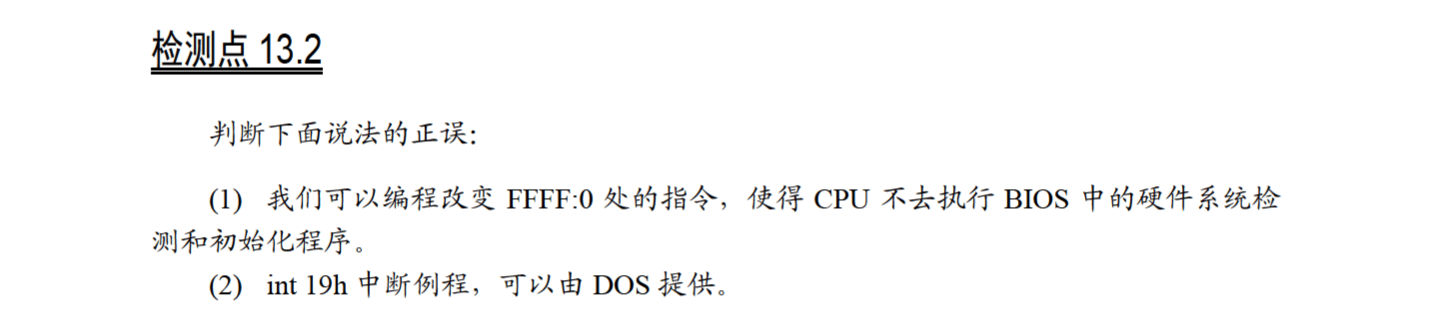 检测点 13.2
判断下面说法的正误:
(1) 我们可以编程改变 FFFF:0 处的指令，使得 CPU 不去执行 BIOS 中的硬件系统检
测和初始化程序。
(2) int 19h 中断例程，可以由 DOS 提供。